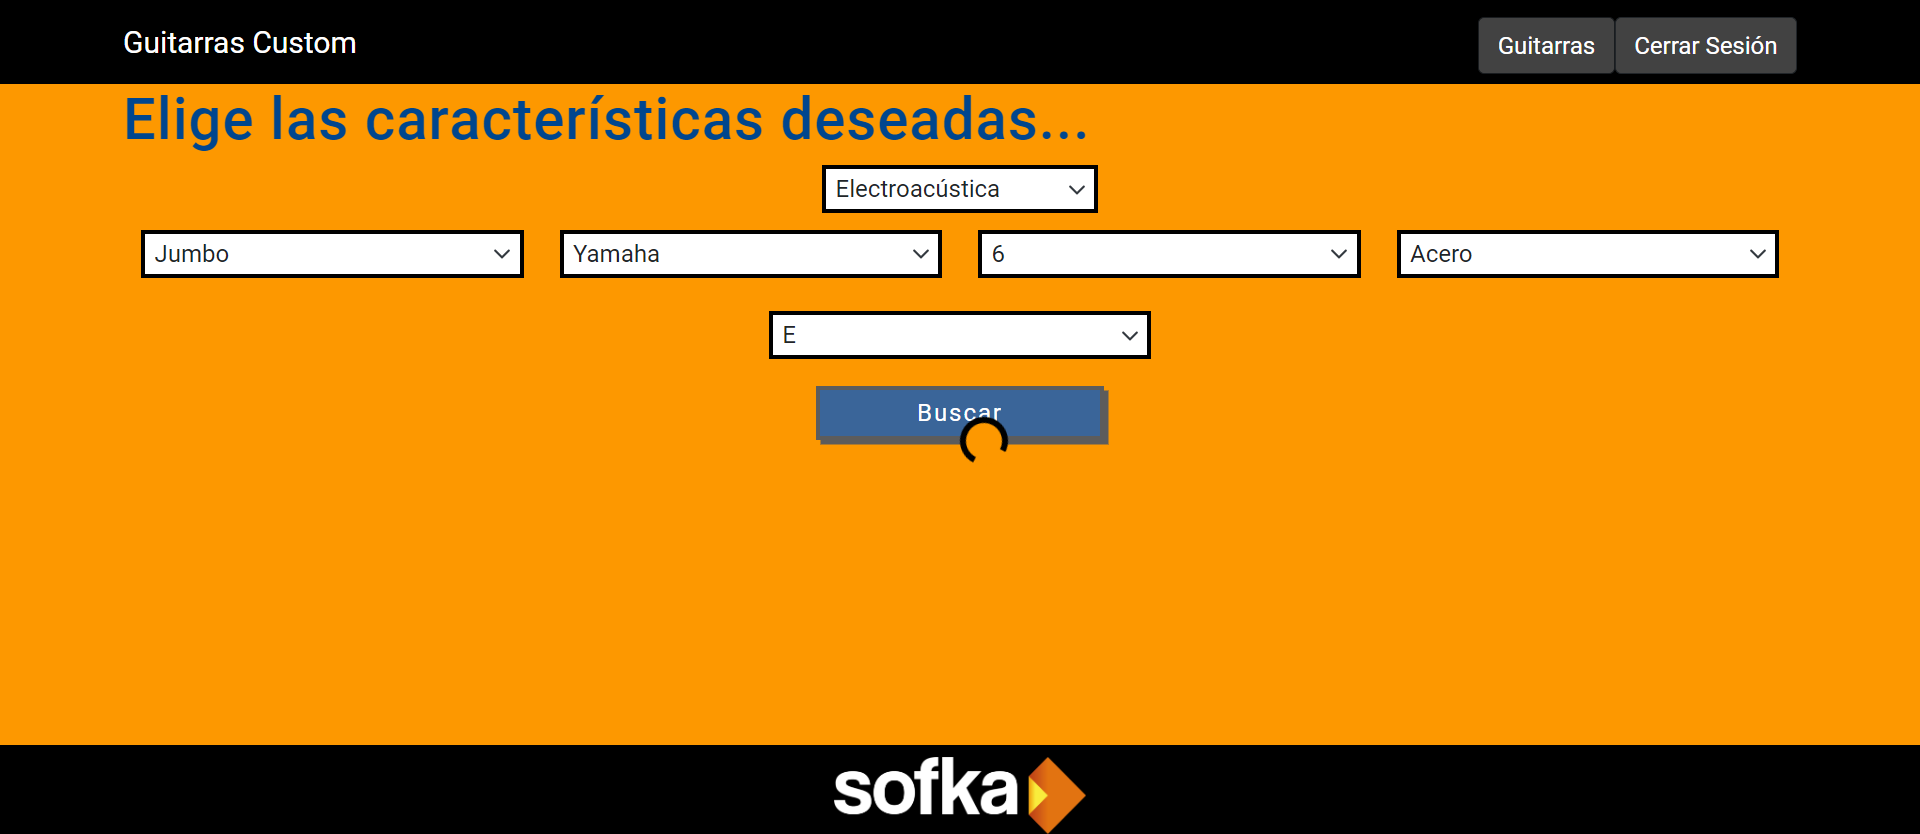 Guitarras Custom
Guitarras
Cerrar Sesión
Elige las características deseadas...
Electroacústica
Jumbo
Yamaha
6
Acero
E
Buscar
sofka